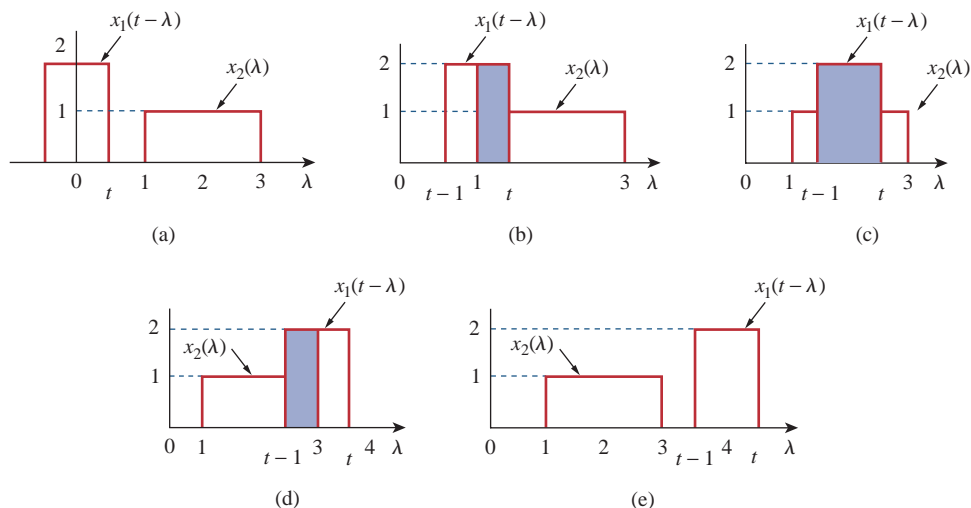 x₁(t − λ)
2
x₂(λ)
1
0 t 1 2 3 λ
(a)
x₁(t − λ)
2
x₂(λ)
1
0 t − 1 1 t 3 λ
(b)
x₁(t − λ)
2
x₂(λ)
1
0 1 t − 1 t 3 λ
(c)
x₁(t − λ)
2
x₂(λ)
1
0 1 t − 1 3 t 4 λ
(d)
x₁(t − λ)
2
x₂(λ)
1
0 1 2 3 t − 1 4 t λ
(e)